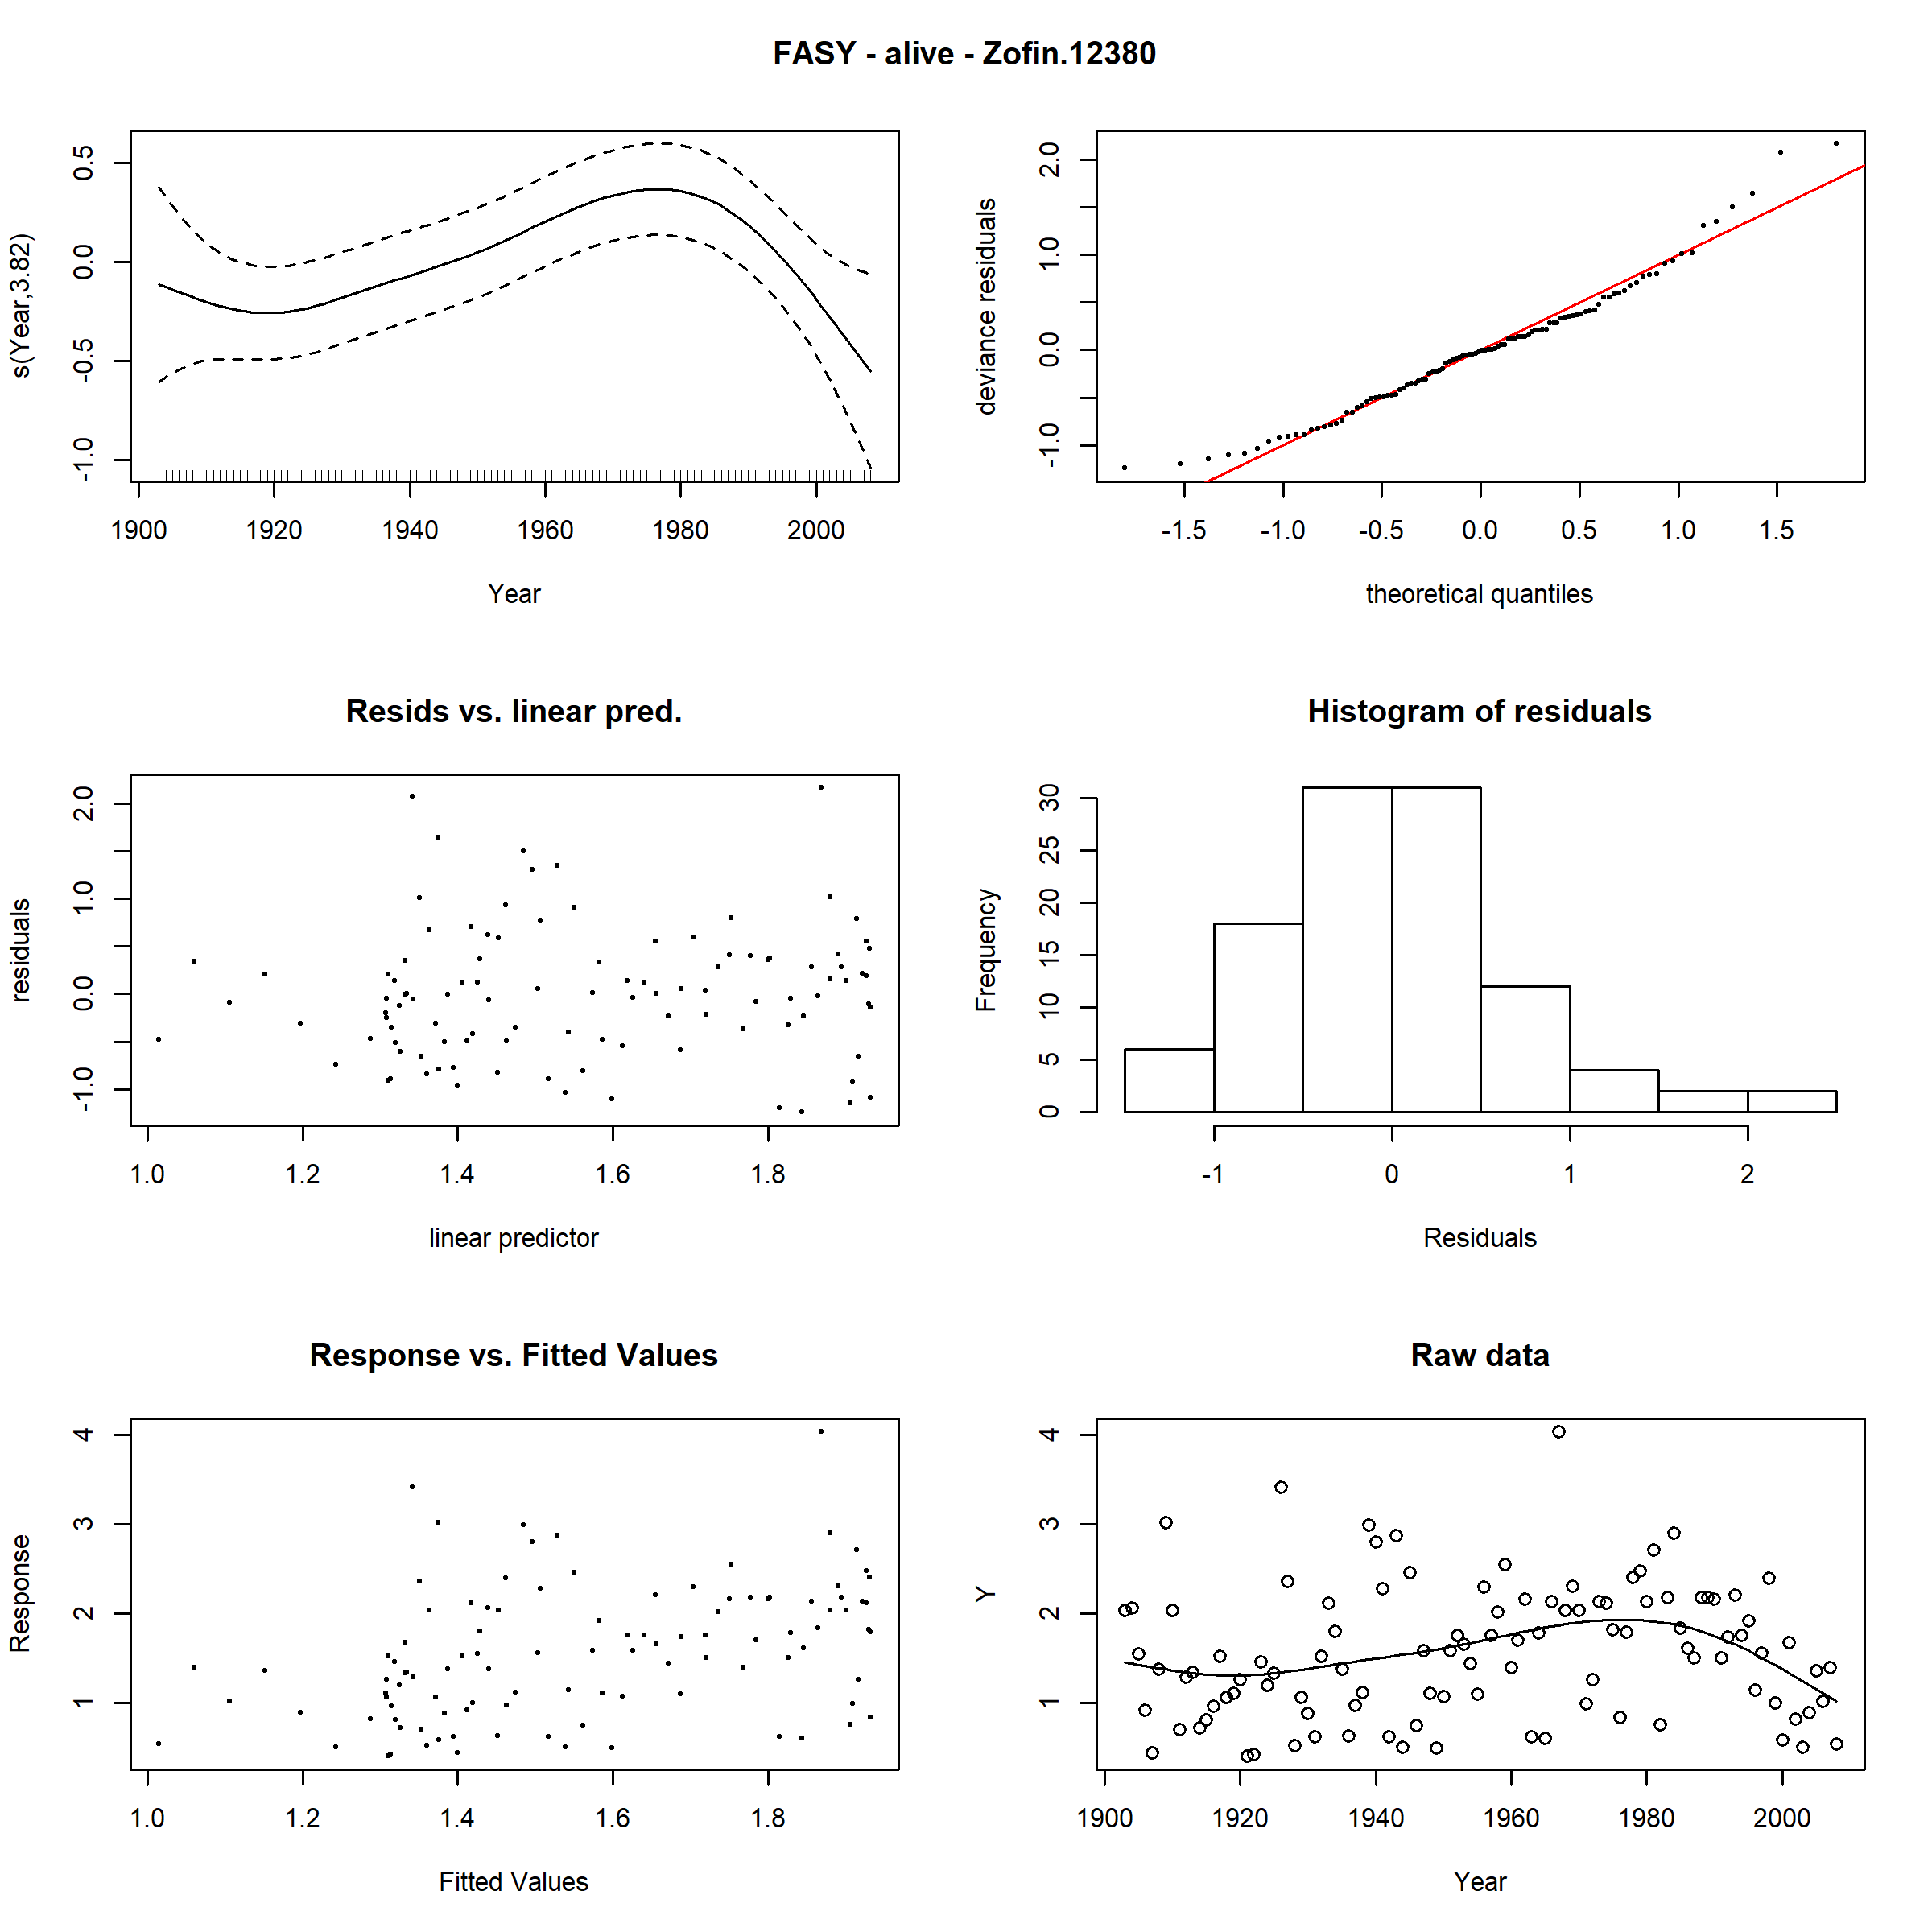 FASY - alive - Zofin.12380
s(Year,3.82)
0.5
0.0
-0.5
-1.0
1900 1920 1940 1960 1980 2000
Year
deviance residuals
2.0
1.0
0.0
-1.0
-1.5 -1.0 -0.5 0.0 0.5 1.0 1.5
theoretical quantiles
Resids vs. linear pred.
residuals
2.0
1.0
0.0
-1.0
1.0 1.2 1.4 1.6 1.8
linear predictor
Histogram of residuals
Frequency
30
25
20
15
10
5
0
-1 0 1 2
Residuals
Response vs. Fitted Values
Response
4
3
2
1
1.0 1.2 1.4 1.6 1.8
Fitted Values
Raw data
Y
4
3
2
1
1900 1920 1940 1960 1980 2000
Year